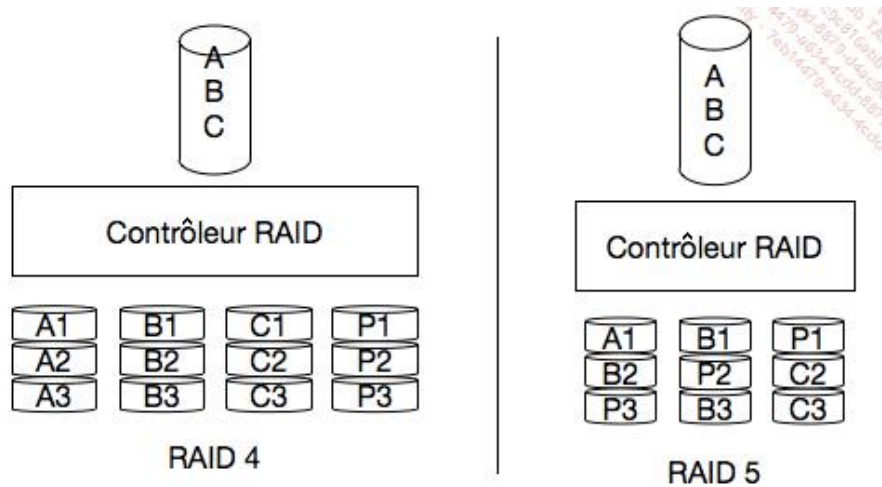 A
B
C
Contrôleur RAID
A1 B1 C1 P1
A2 B2 C2 P2
A3 B3 C3 P3
RAID 4
A
B
C
Contrôleur RAID
A1 B1 P1
B2 P2 C2
P3 B3 C3
RAID 5